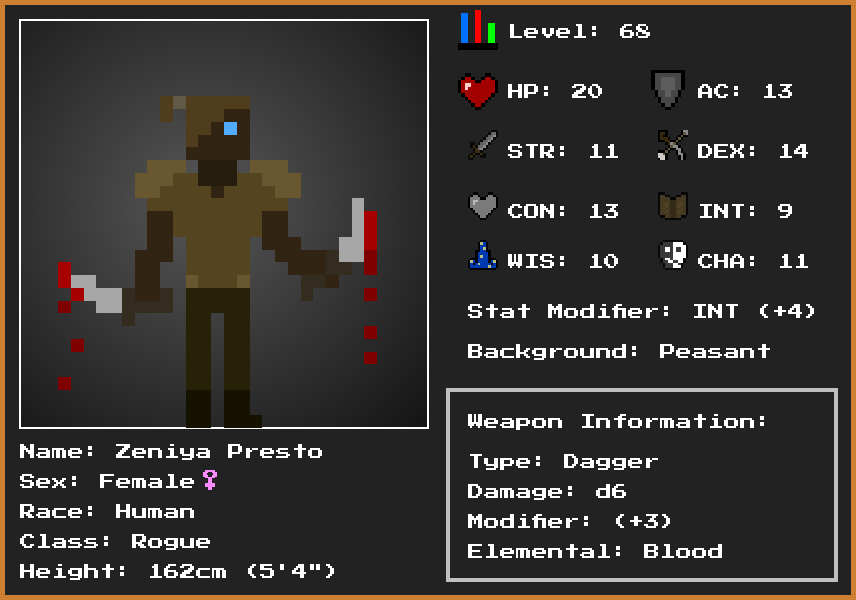 Level: 68
HP: 20 AC: 13
STR: 11 DEX: 14
CON: 13 INT: 9
WIS: 10 CHA: 11
Stat Modifier: INT (+4)
Background: Peasant
Weapon Information:
Type: Dagger
Damage: d6
Modifier: (+3)
Elemental: Blood
Name: Zeniya Presto
Sex: Female♀
Race: Human
Class: Rogue
Height: 162cm (5'4")